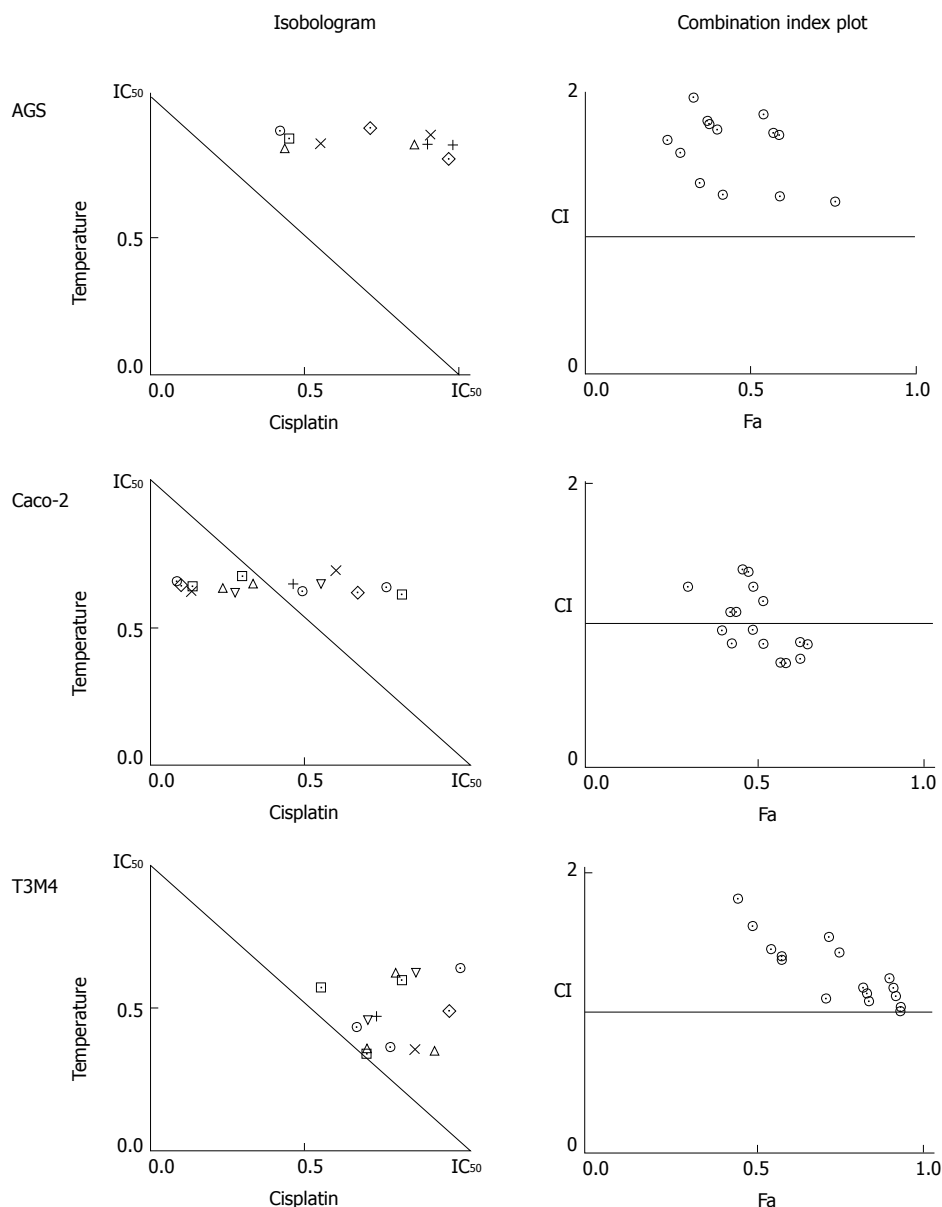 Isobologram
Combination index plot
AGS
IC50
Temperature
0.5
0.0
0.0
0.5
IC50
Cisplatin
2
CI
0
0.0
0.5
1.0
Fa
Caco-2
IC50
Temperature
0.5
0.0
0.0
0.5
IC50
Cisplatin
2
CI
0
0.0
0.5
1.0
Fa
T3M4
IC50
Temperature
0.5
0.0
0.0
0.5
IC50
Cisplatin
2
CI
0
0.0
0.5
1.0
Fa